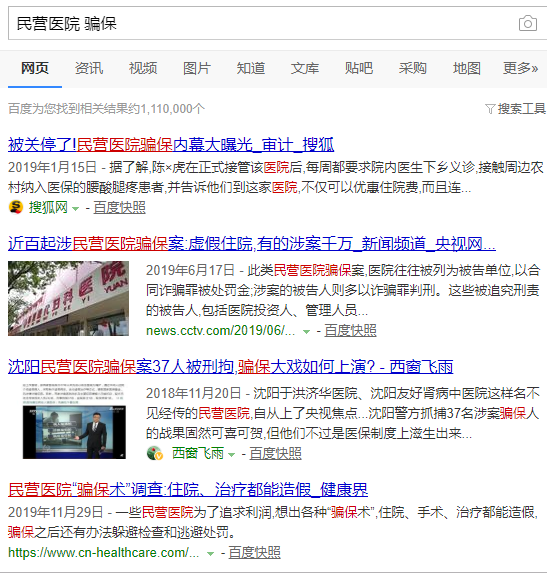 民营医院 骗保
网页 资讯 视频 图片 知道 文库 贴吧 采购 地图 更多»
百度为您找到相关结果约1,110,000个 搜索工具
被关停了!民营医院骗保内幕大曝光_审计_搜狐
2019年1月15日 - 据了解,陈×虎在正式接管该医院后,每周都要求院内医生下乡义诊,接触周边农
村纳入医保的腰酸腿疼患者,并告诉他们到这家医院,不仅可以优惠住院费,而且连...
搜狐网 - 百度快照
近百起涉民营医院骗保案:虚假住院,有的涉案千万_新闻频道_央视网...
2019年6月17日 - 此类民营医院骗保案,医院往往被列为被告单位,以合
同诈骗罪被处罚金;涉案的被告人则多以诈骗罪判刑。这些被追究刑责
的被告人,包括医院投资人、管理人员...
news.cctv.com/2019/06/... - 百度快照
沈阳民营医院骗保案37人被刑拘,骗保大戏如何上演? - 西窗飞雨
2018年11月20日 - 沈阳于洪济华医院、沈阳友好肾病中医院这样名不
见经传的民营医院,自从上了央视焦点...沈阳警方抓捕37名涉案骗保人
的战果固然可喜可贺,但他们不过是医保制度上滋生出来...
西窗飞雨 - 百度快照
民营医院“骗保术”调查:住院、治疗都能造假_健康界
2019年11月29日 - 一些民营医院为了追求利润,想出各种“骗保术”,住院、手术、治疗都能造假,
骗保之后还有办法躲避检查和逃避处罚。
https://www.cn-healthcare.com/... - 百度快照